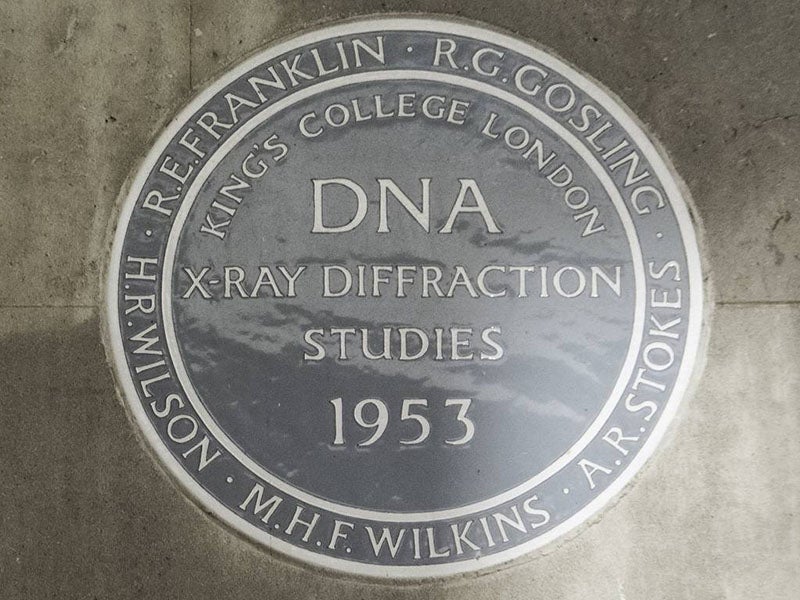 R.E.FRANKLIN · R.G.GOSLING · A.R.STOKES · M.H.F.WILKINS · H.R.WILSON ·
KING'S COLLEGE LONDON
DNA
X-RAY DIFFRACTION
STUDIES
1953